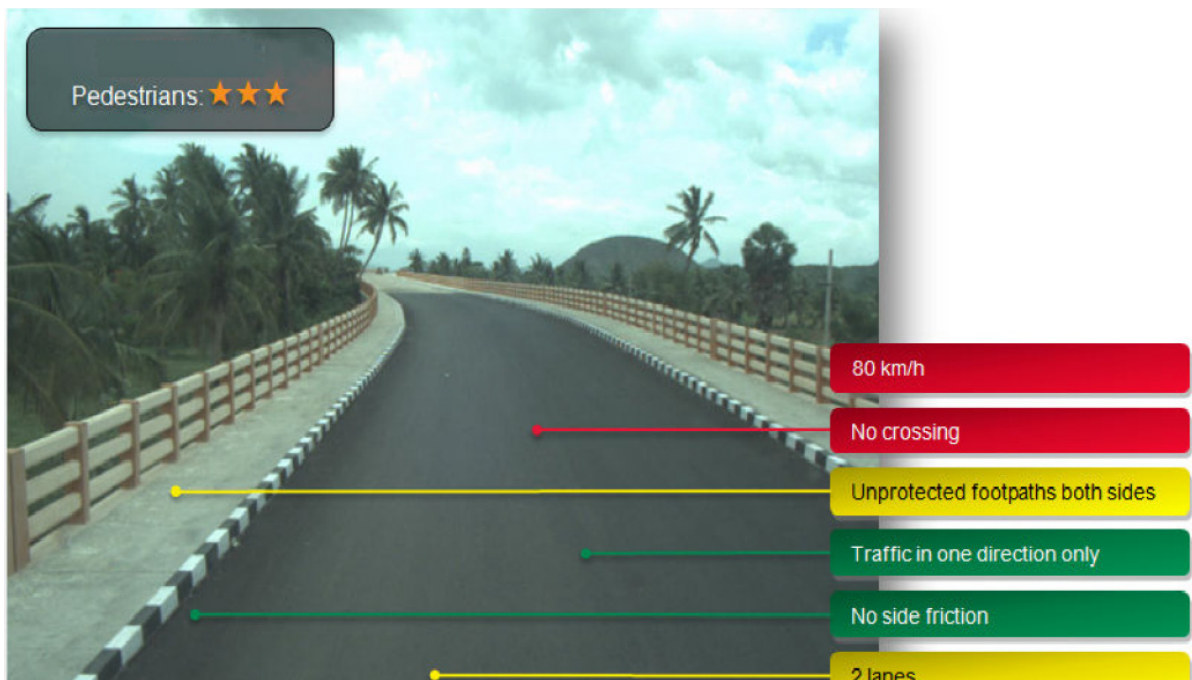 Pedestrians: ★★★
80 km/h
No crossing
Unprotected footpaths both sides
Traffic in one direction only
No side friction
2 lanes